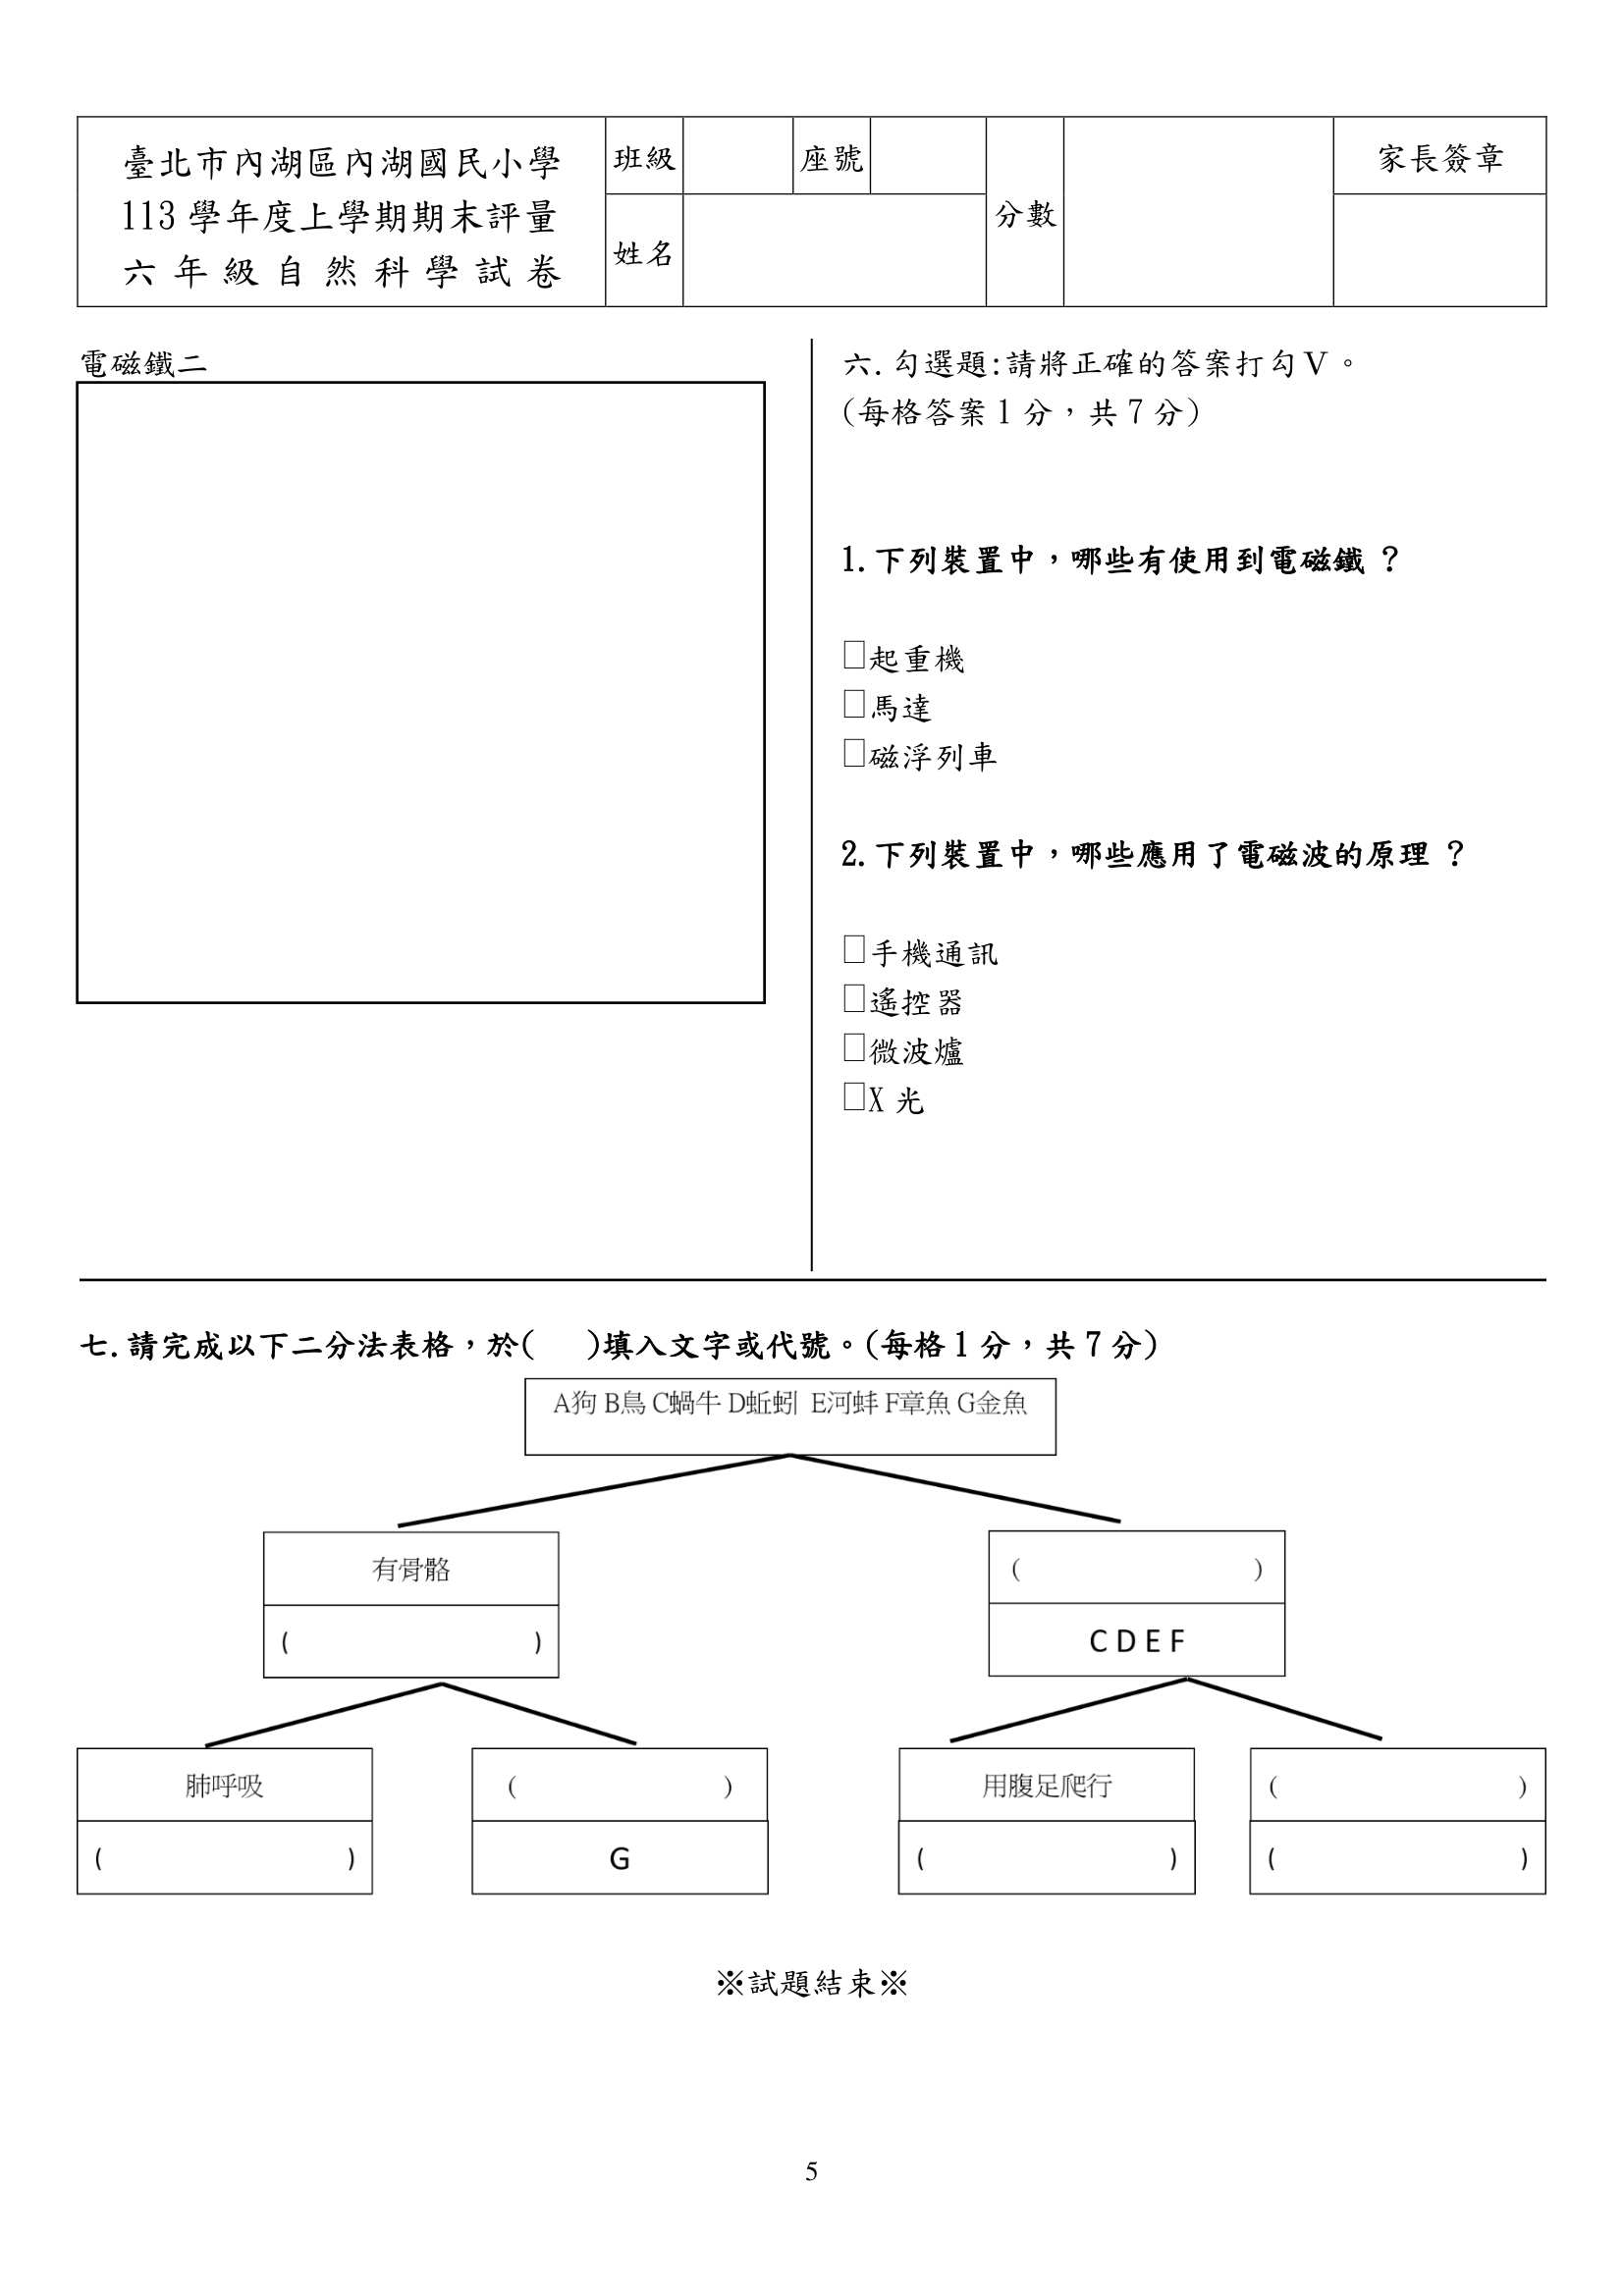 臺北市內湖區內湖國民小學
113 學年度上學期期末評量
六 年 級 自 然 科 學 試 卷
班級
座號
姓名
分數
家長簽章
電磁鐵二
六.勾選題:請將正確的答案打勾V。
(每格答案 1 分，共 7 分)
1.下列裝置中，哪些有使用到電磁鐵 ?
□起重機
□馬達
□磁浮列車
2.下列裝置中，哪些應用了電磁波的原理 ?
□手機通訊
□遙控器
□微波爐
□X 光
七.請完成以下二分法表格，於(   )填入文字或代號。(每格 1 分，共 7 分)
A狗 B鳥 C蝸牛 D蚯蚓 E河蚌 F章魚 G金魚
有骨骼
(   )
(   )
C D E F
肺呼吸
(   )
用腹足爬行
(   )
(   )
G
(   )
(   )
※試題結束※
5